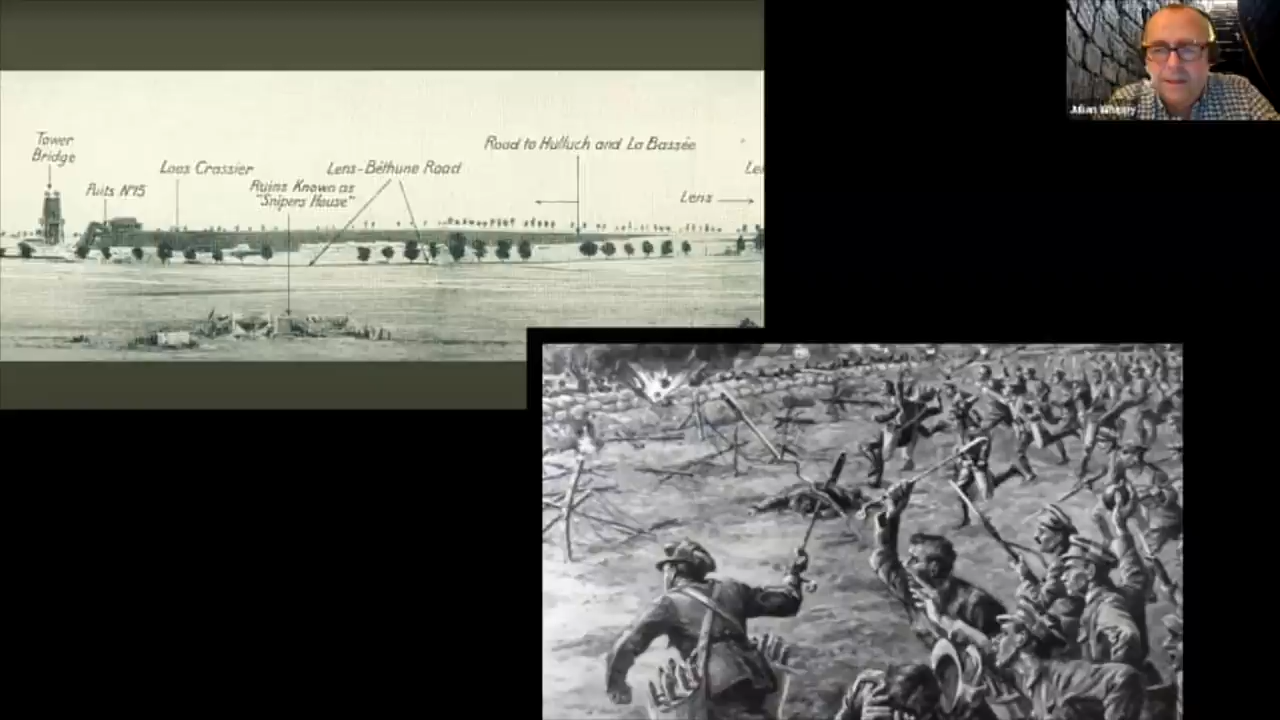 Tower
Bridge
Puits Nº15
Loos Crassier
Ruins Known as
"Snipers House"
Lens-Béthune Road
Road to Hulluch and La Bassée
Lens
Julian